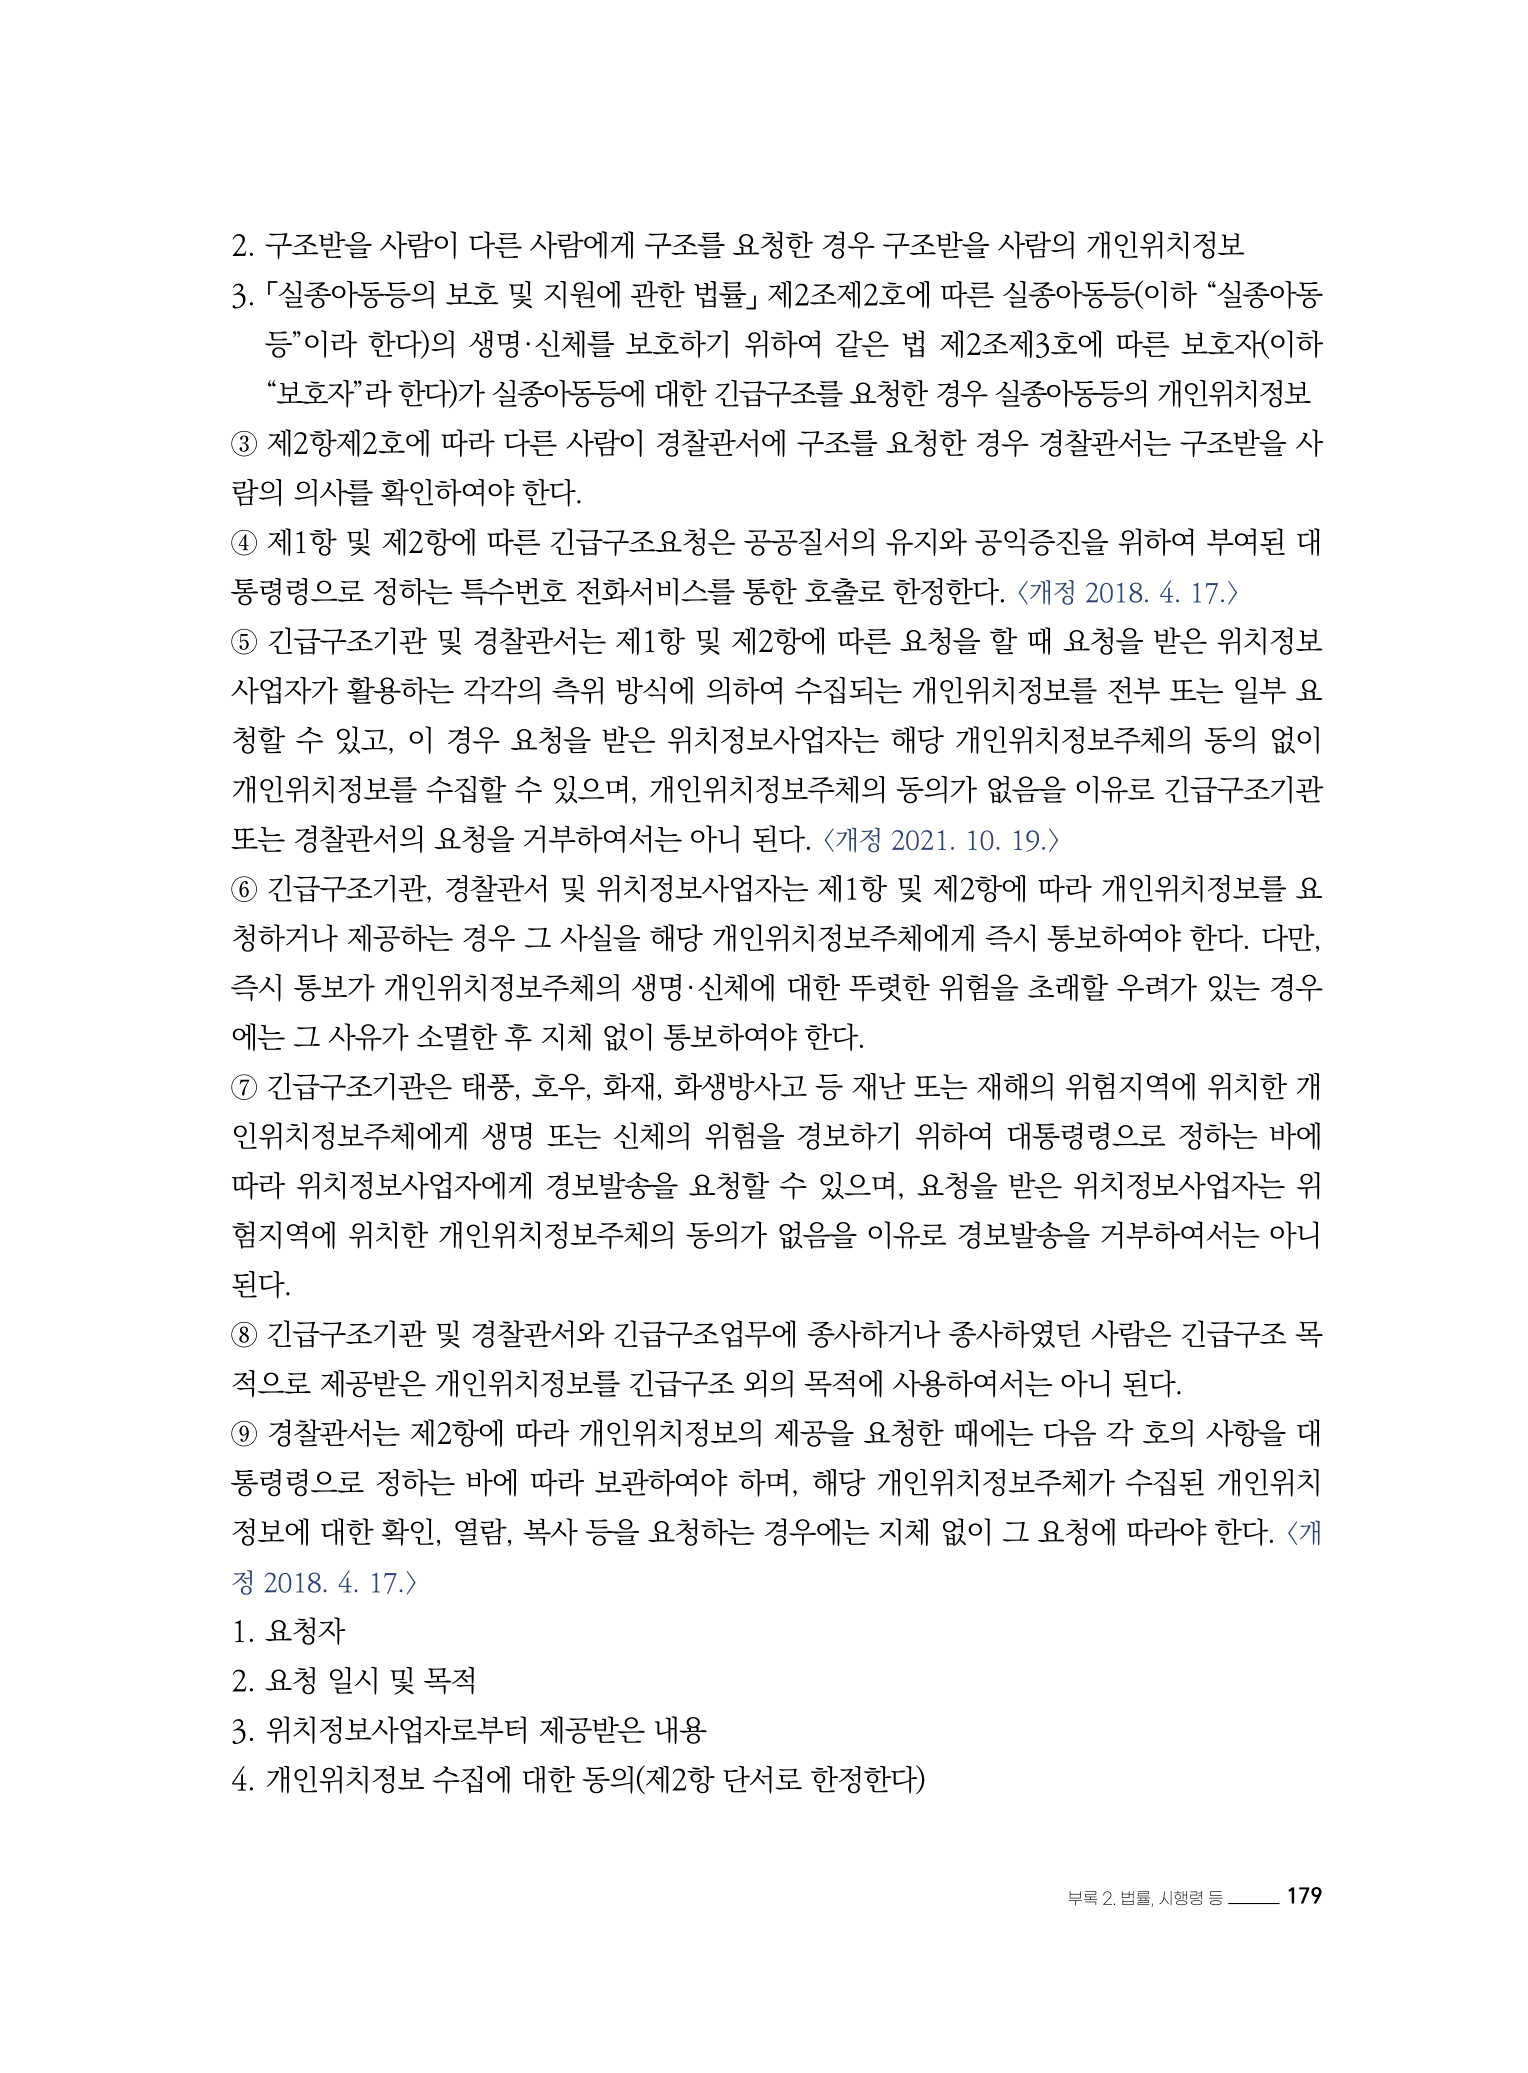 2. 구조받을 사람이 다른 사람에게 구조를 요청한 경우 구조받을 사람의 개인위치정보
3. 「실종아동등의 보호 및 지원에 관한 법률」 제2조제2호에 따른 실종아동등(이하 “실종아동
등”이라 한다)의 생명·신체를 보호하기 위하여 같은 법 제2조제3호에 따른 보호자(이하
“보호자”라 한다)가 실종아동등에 대한 긴급구조를 요청한 경우 실종아동등의 개인위치정보
③ 제2항제2호에 따라 다른 사람이 경찰관서에 구조를 요청한 경우 경찰관서는 구조받을 사
람의 의사를 확인하여야 한다.
④ 제1항 및 제2항에 따른 긴급구조요청은 공공질서의 유지와 공익증진을 위하여 부여된 대
통령령으로 정하는 특수번호 전화서비스를 통한 호출로 한정한다. 〈개정 2018. 4. 17.〉
⑤ 긴급구조기관 및 경찰관서는 제1항 및 제2항에 따른 요청을 할 때 요청을 받은 위치정보
사업자가 활용하는 각각의 측위 방식에 의하여 수집되는 개인위치정보를 전부 또는 일부 요
청할 수 있고, 이 경우 요청을 받은 위치정보사업자는 해당 개인위치정보주체의 동의 없이
개인위치정보를 수집할 수 있으며, 개인위치정보주체의 동의가 없음을 이유로 긴급구조기관
또는 경찰관서의 요청을 거부하여서는 아니 된다. 〈개정 2021. 10. 19.〉
⑥ 긴급구조기관, 경찰관서 및 위치정보사업자는 제1항 및 제2항에 따라 개인위치정보를 요
청하거나 제공하는 경우 그 사실을 해당 개인위치정보주체에게 즉시 통보하여야 한다. 다만,
즉시 통보가 개인위치정보주체의 생명·신체에 대한 뚜렷한 위험을 초래할 우려가 있는 경우
에는 그 사유가 소멸한 후 지체 없이 통보하여야 한다.
⑦ 긴급구조기관은 태풍, 호우, 화재, 화생방사고 등 재난 또는 재해의 위험지역에 위치한 개
인위치정보주체에게 생명 또는 신체의 위험을 경보하기 위하여 대통령령으로 정하는 바에
따라 위치정보사업자에게 경보발송을 요청할 수 있으며, 요청을 받은 위치정보사업자는 위
험지역에 위치한 개인위치정보주체의 동의가 없음을 이유로 경보발송을 거부하여서는 아니
된다.
⑧ 긴급구조기관 및 경찰관서와 긴급구조업무에 종사하거나 종사하였던 사람은 긴급구조 목
적으로 제공받은 개인위치정보를 긴급구조 외의 목적에 사용하여서는 아니 된다.
⑨ 경찰관서는 제2항에 따라 개인위치정보의 제공을 요청한 때에는 다음 각 호의 사항을 대
통령령으로 정하는 바에 따라 보관하여야 하며, 해당 개인위치정보주체가 수집된 개인위치
정보에 대한 확인, 열람, 복사 등을 요청하는 경우에는 지체 없이 그 요청에 따라야 한다. 〈개
정 2018. 4. 17.〉
1. 요청자
2. 요청 일시 및 목적
3. 위치정보사업자로부터 제공받은 내용
4. 개인위치정보 수집에 대한 동의(제2항 단서로 한정한다)
부록 2. 법률, 시행령 등 179